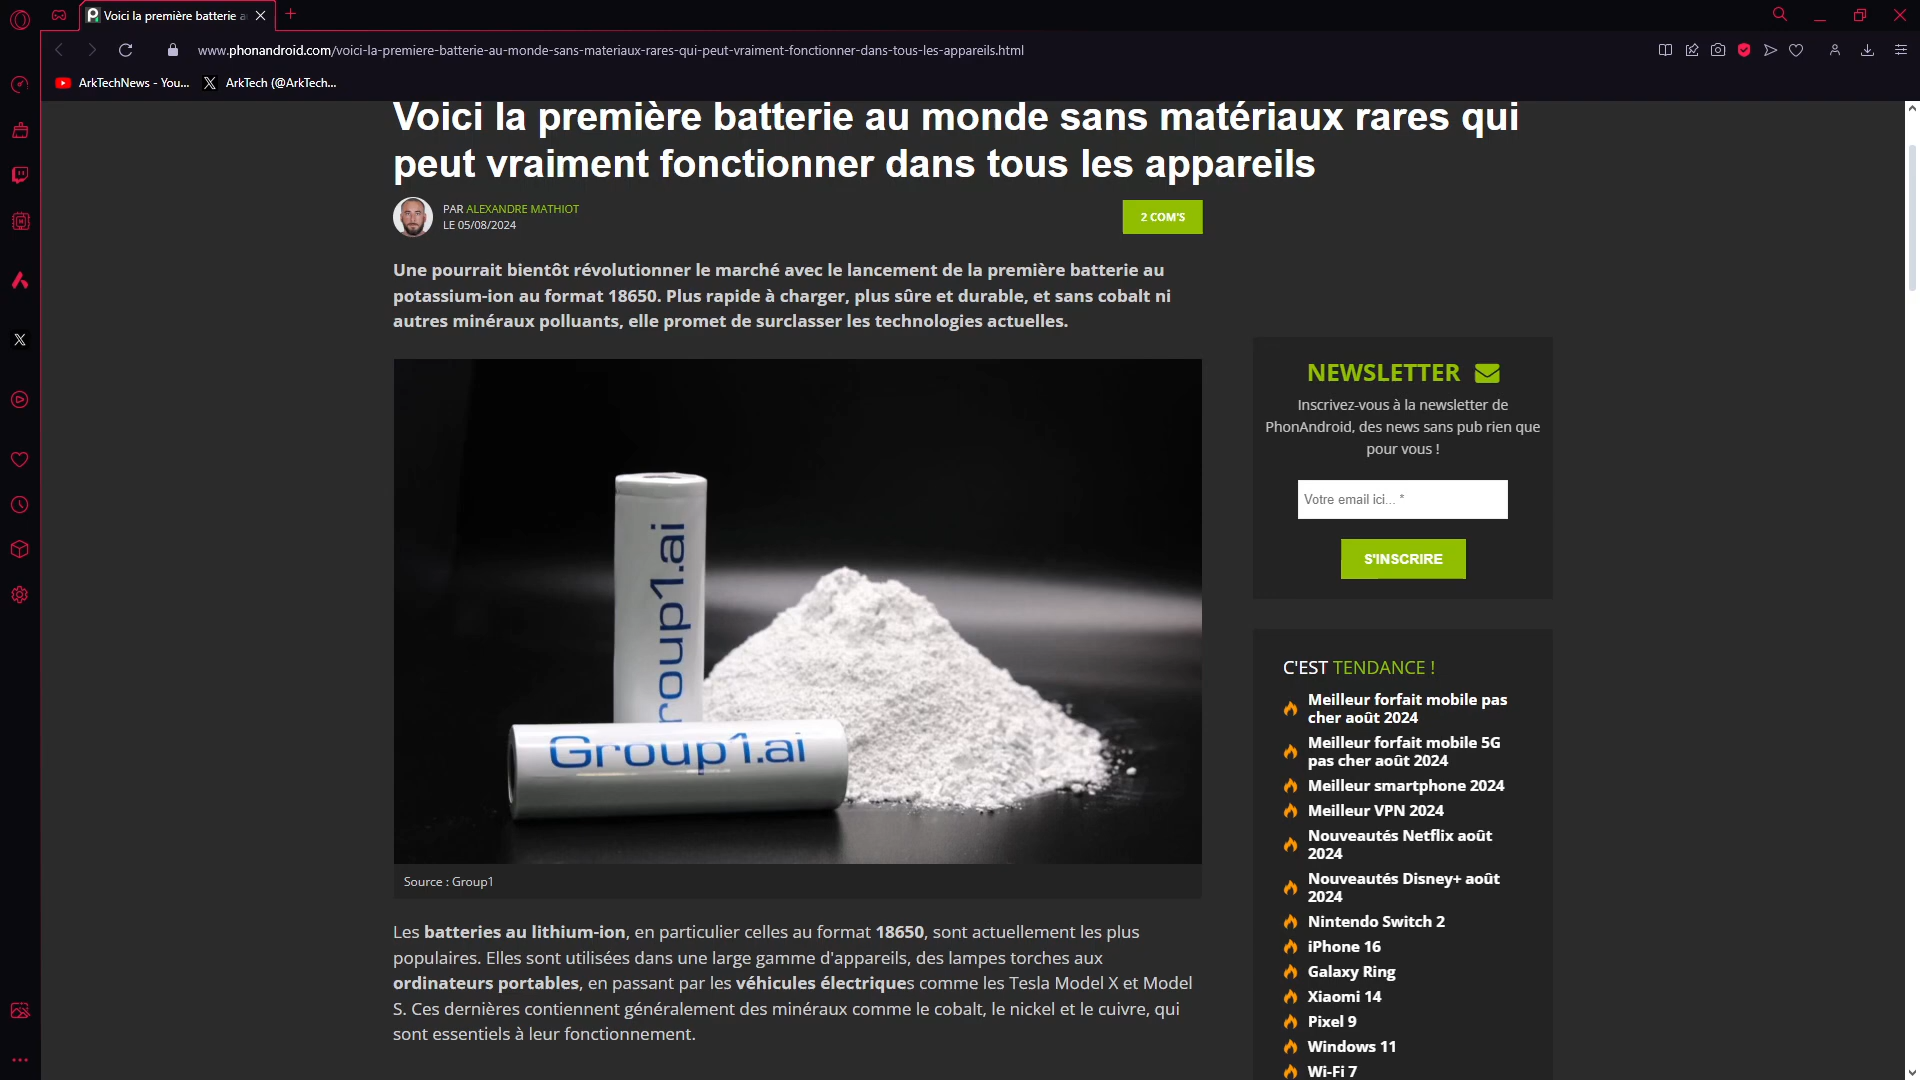 Voici la première batterie a
www.phonandroid.com/voici-la-premiere-batterie-au-monde-sans-materiaux-rares-qui-peut-vraiment-fonctionner-dans-tous-les-appareils.html
ArkTechNews - You...
ArkTech (@ArkTech...
Voici la première batterie au monde sans matériaux rares qui
peut vraiment fonctionner dans tous les appareils
PAR ALEXANDRE MATHIOT
LE 05/08/2024
2 COM'S
Une pourrait bientôt révolutionner le marché avec le lancement de la première batterie au
potassium-ion au format 18650. Plus rapide à charger, plus sûre et durable, et sans cobalt ni
autres minéraux polluants, elle promet de surclasser les technologies actuelles.
roup1.ai
Group1.ai
Source : Group1
Les batteries au lithium-ion, en particulier celles au format 18650, sont actuellement les plus
populaires. Elles sont utilisées dans une large gamme d'appareils, des lampes torches aux
ordinateurs portables, en passant par les véhicules électriques comme les Tesla Model X et Model
S. Ces dernières contiennent généralement des minéraux comme le cobalt, le nickel et le cuivre, qui
sont essentiels à leur fonctionnement.
NEWSLETTER
Inscrivez-vous à la newsletter de
PhonAndroid, des news sans pub rien que
pour vous !
Votre email ici... *
S'INSCRIRE
C'EST TENDANCE !
Meilleur forfait mobile pas
cher août 2024
Meilleur forfait mobile 5G
pas cher août 2024
Meilleur smartphone 2024
Meilleur VPN 2024
Nouveautés Netflix août
2024
Nouveautés Disney+ août
2024
Nintendo Switch 2
iPhone 16
Galaxy Ring
Xiaomi 14
Pixel 9
Windows 11
Wi-Fi 7